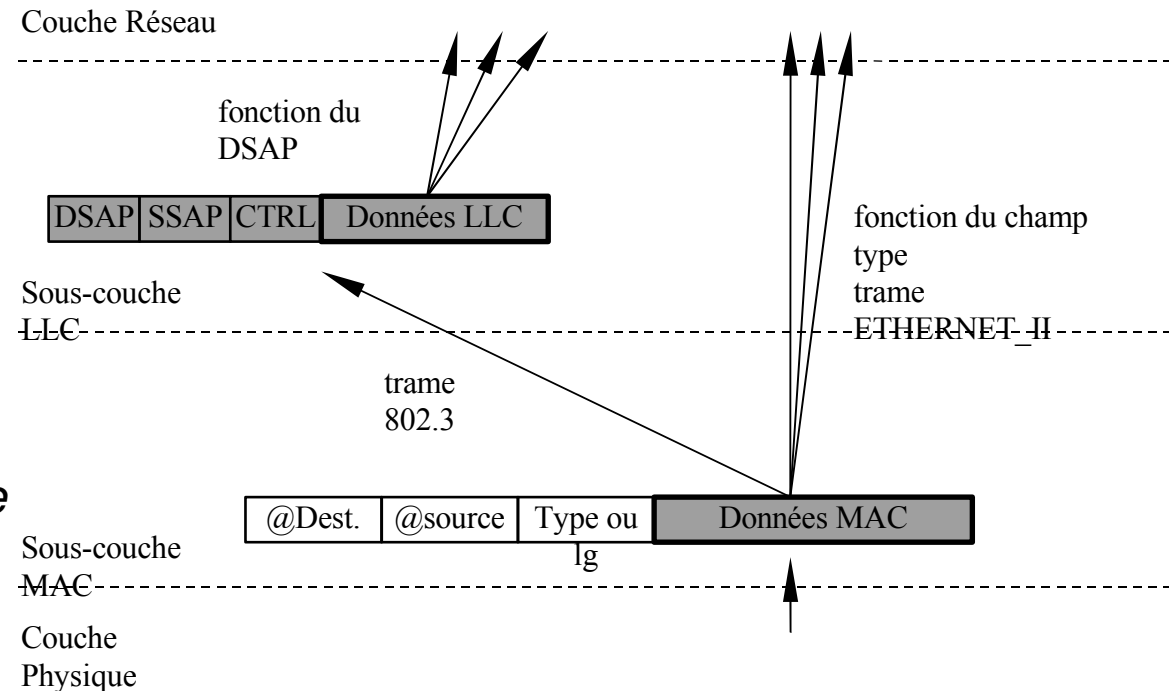 Couche Réseau
fonction du
DSAP
DSAP SSAP CTRL Données LLC
fonction du champ
type
trame
ETHERNET_II
Sous-couche
LLC
trame
802.3
e
@Dest. @source Type ou lg Données MAC
Sous-couche
MAC
Couche
Physique